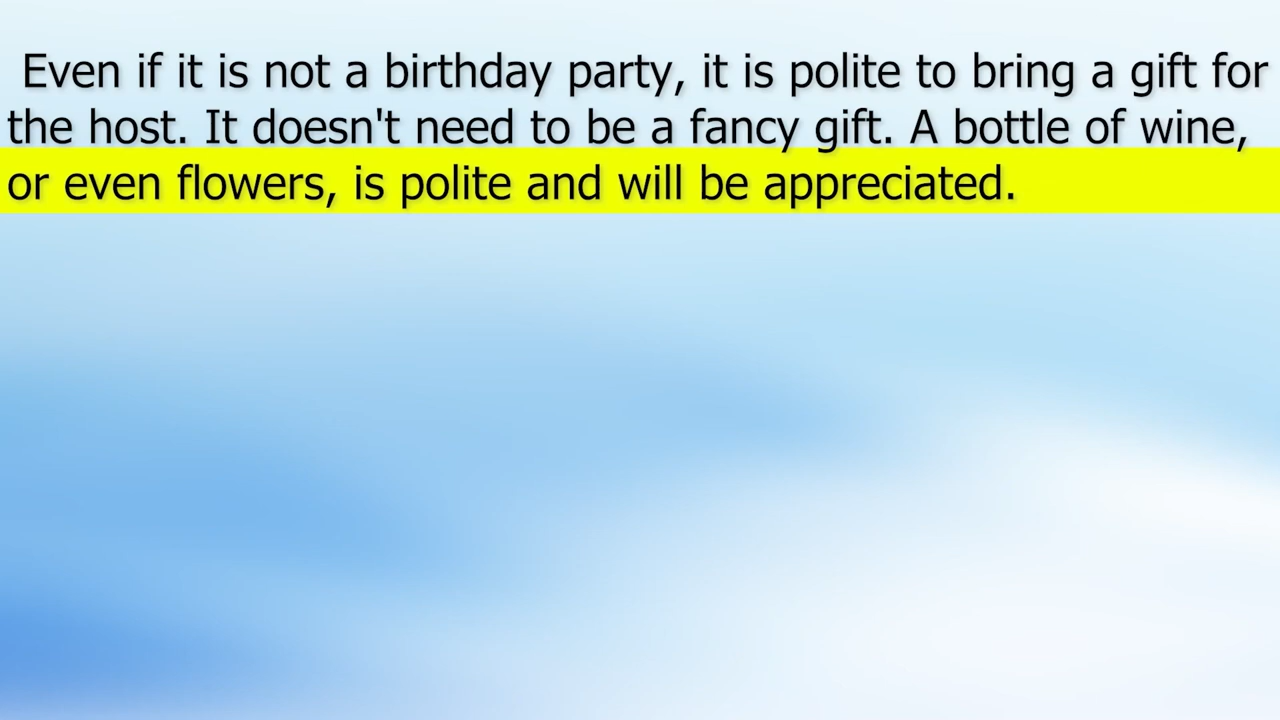 Even if it is not a birthday party, it is polite to bring a gift for
the host. It doesn't need to be a fancy gift. A bottle of wine,
or even flowers, is polite and will be appreciated.